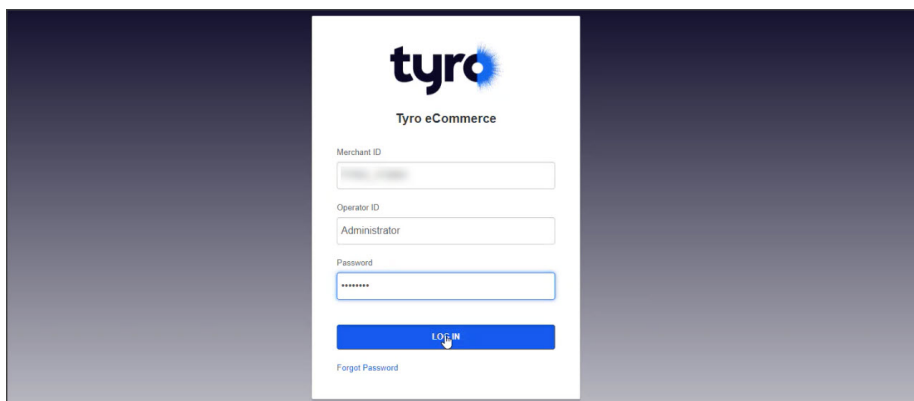 tyro
Tyro eCommerce
Merchant ID
Operator ID
Administrator
Password
••••••••
LOG IN
Forgot Password